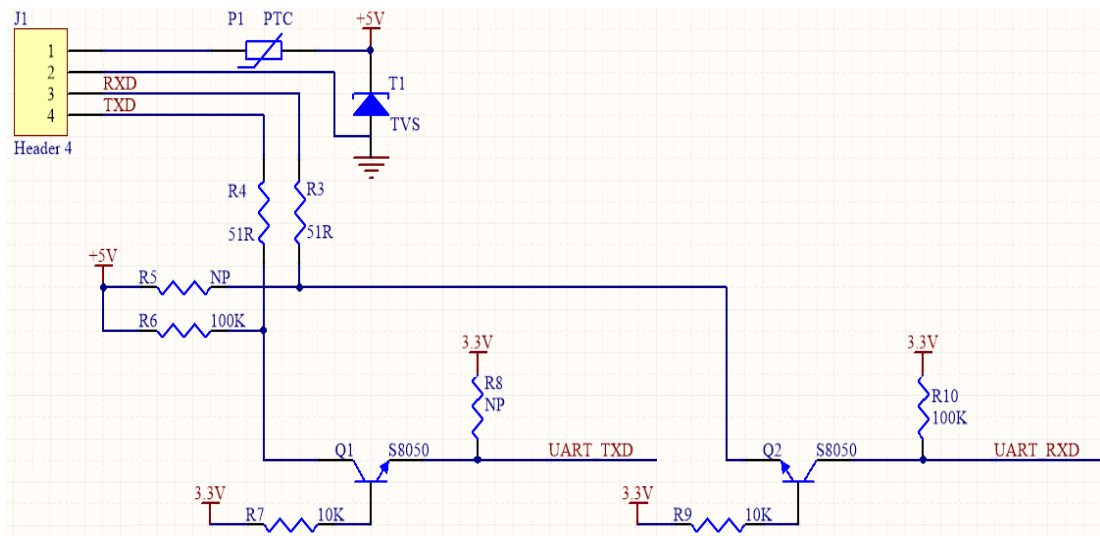 J1
P1 PTC +5V
1
2
RXD
3
TXD
4
T1
TVS
Header 4
R4 R3
51R 51R
+5V
R5 NP
R6 100K
3.3V 3.3V
R8
NP
R10
100K
Q1 S8050 UART_TXD
Q2 S8050 UART_RXD
3.3V 3.3V
R7 10K
R9 10K